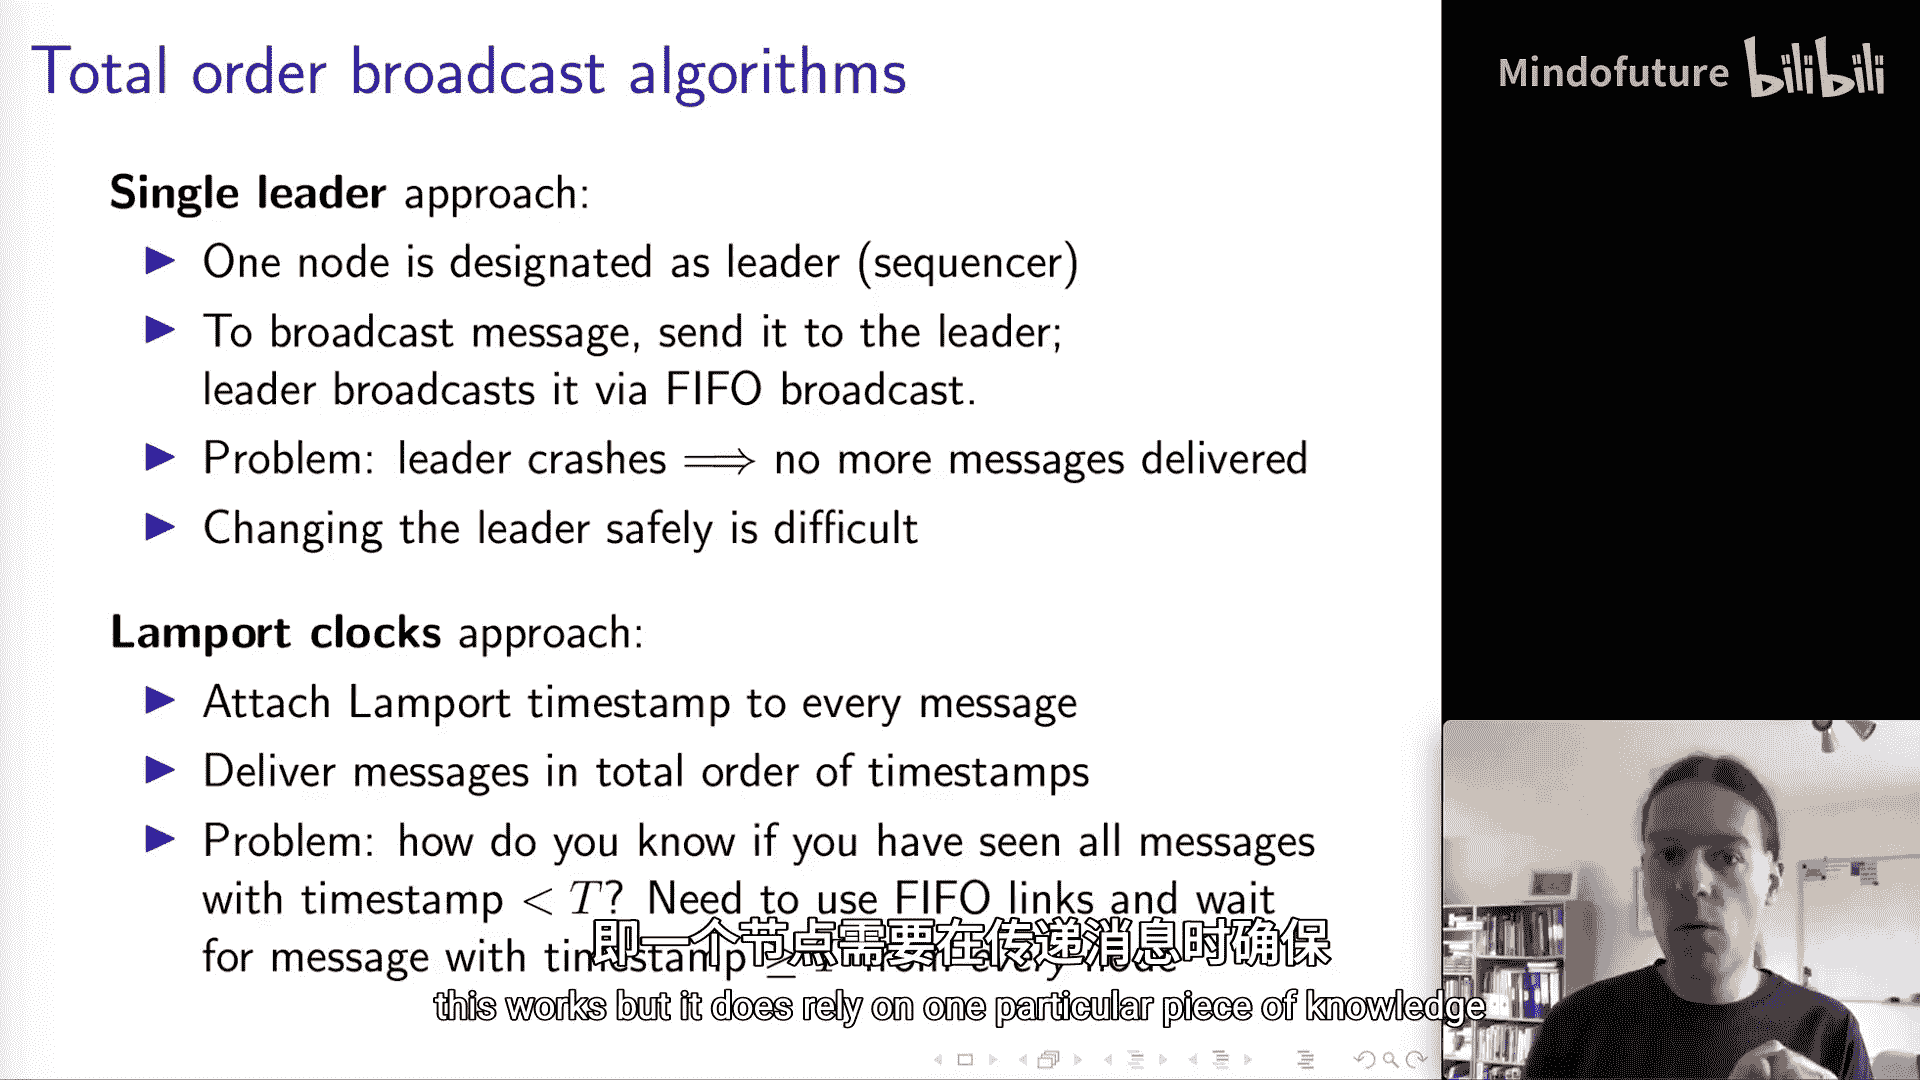 Total order broadcast algorithms
Mindofuture bilibili
Single leader approach:
One node is designated as leader (sequencer)
To broadcast message, send it to the leader;
leader broadcasts it via FIFO broadcast.
Problem: leader crashes ⟹ no more messages delivered
Changing the leader safely is difficult
Lamport clocks approach:
Attach Lamport timestamp to every message
Deliver messages in total order of timestamps
Problem: how do you know if you have seen all messages
with timestamp < T? Need to use FIFO links and wait
for message with timestamp ≥ T from every node
即一个节点需要在传递消息时确保
this works but it does rely on one particular piece of knowledge